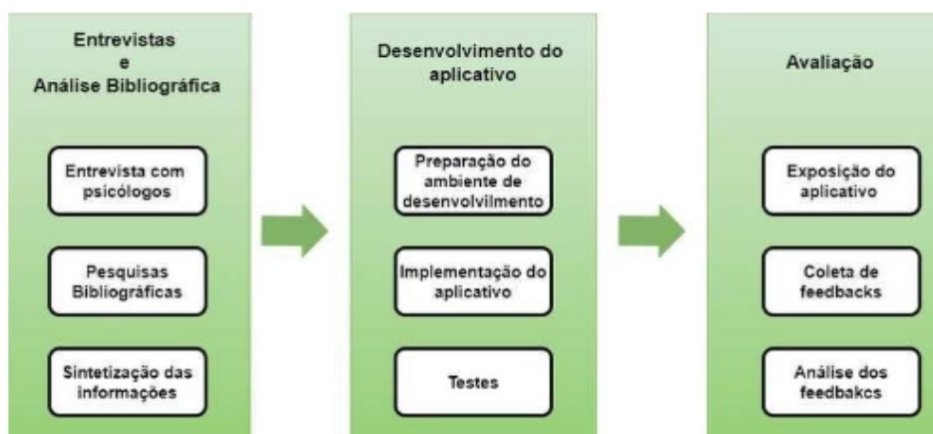 Entrevistas
e
Análise Bibliográfica
Entrevista com
psicólogos
Pesquisas
Bibliográficas
Sintetização das
informações
Desenvolvimento do
aplicativo
Preparação do
ambiente de
desenvolvilmento
Implementação do
aplicativo
Testes
Avaliação
Exposição do
aplicativo
Coleta de
feedbacks
Análise dos
feedbakcs